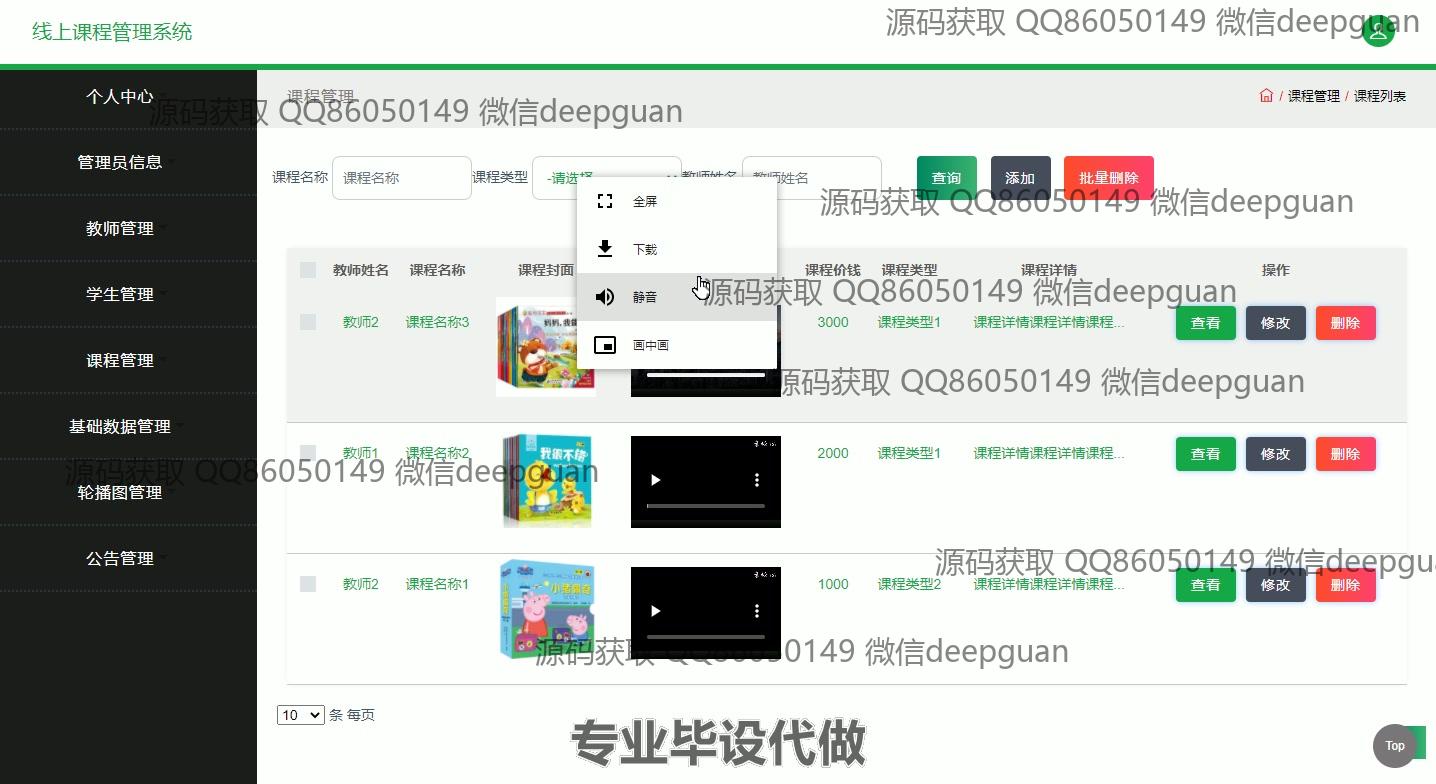 线上课程管理系统
源码获取 QQ86050149 微信deepguan
个人中心
课程管理
/ 课程管理 / 课程列表
源码获取 QQ86050149 微信deepguan
管理员信息
课程名称 课程名称 课程类型 -请选择- 教师姓名 教师姓名 查询 添加 批量删除
源码获取 QQ86050149 微信deepguan
全屏
下载
静音
画中画
教师管理
教师姓名 课程名称 课程封面 课程价钱 课程类型 课程详情 操作
源码获取 QQ86050149 微信deepguan
学生管理
教师2 课程名称3 3000 课程类型1 课程详情课程详情课程... 查看 修改 删除
课程管理
源码获取 QQ86050149 微信deepguan
基础数据管理
教师1 课程名称2 我很不错 2000 课程类型1 课程详情课程详情课程... 查看 修改 删除
源码获取 QQ86050149 微信deepguan
轮播图管理
公告管理
源码获取 QQ86050149 微信deepgu
教师2 课程名称1 小猪佩奇 1000 课程类型2 课程详情课程详情课程... 查看 修改 删除
源码获取 QQ86050149 微信deepguan
10 条 每页
专业毕设代做
Top